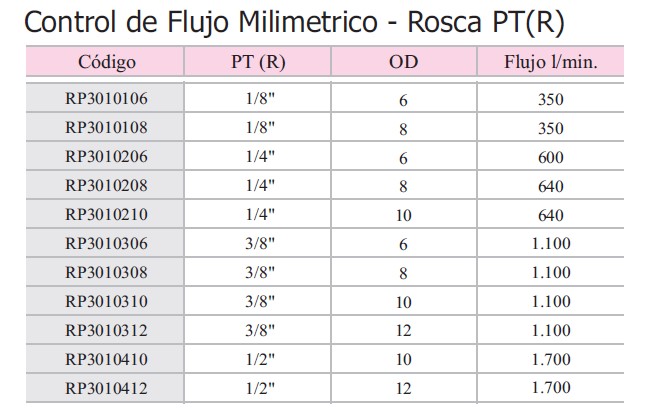 Control de Flujo Milimetrico - Rosca PT(R)
Código PT (R) OD Flujo l/min.
RP3010106 1/8" 6 350
RP3010108 1/8" 8 350
RP3010206 1/4" 6 600
RP3010208 1/4" 8 640
RP3010210 1/4" 10 640
RP3010306 3/8" 6 1.100
RP3010308 3/8" 8 1.100
RP3010310 3/8" 10 1.100
RP3010312 3/8" 12 1.100
RP3010410 1/2" 10 1.700
RP3010412 1/2" 12 1.700